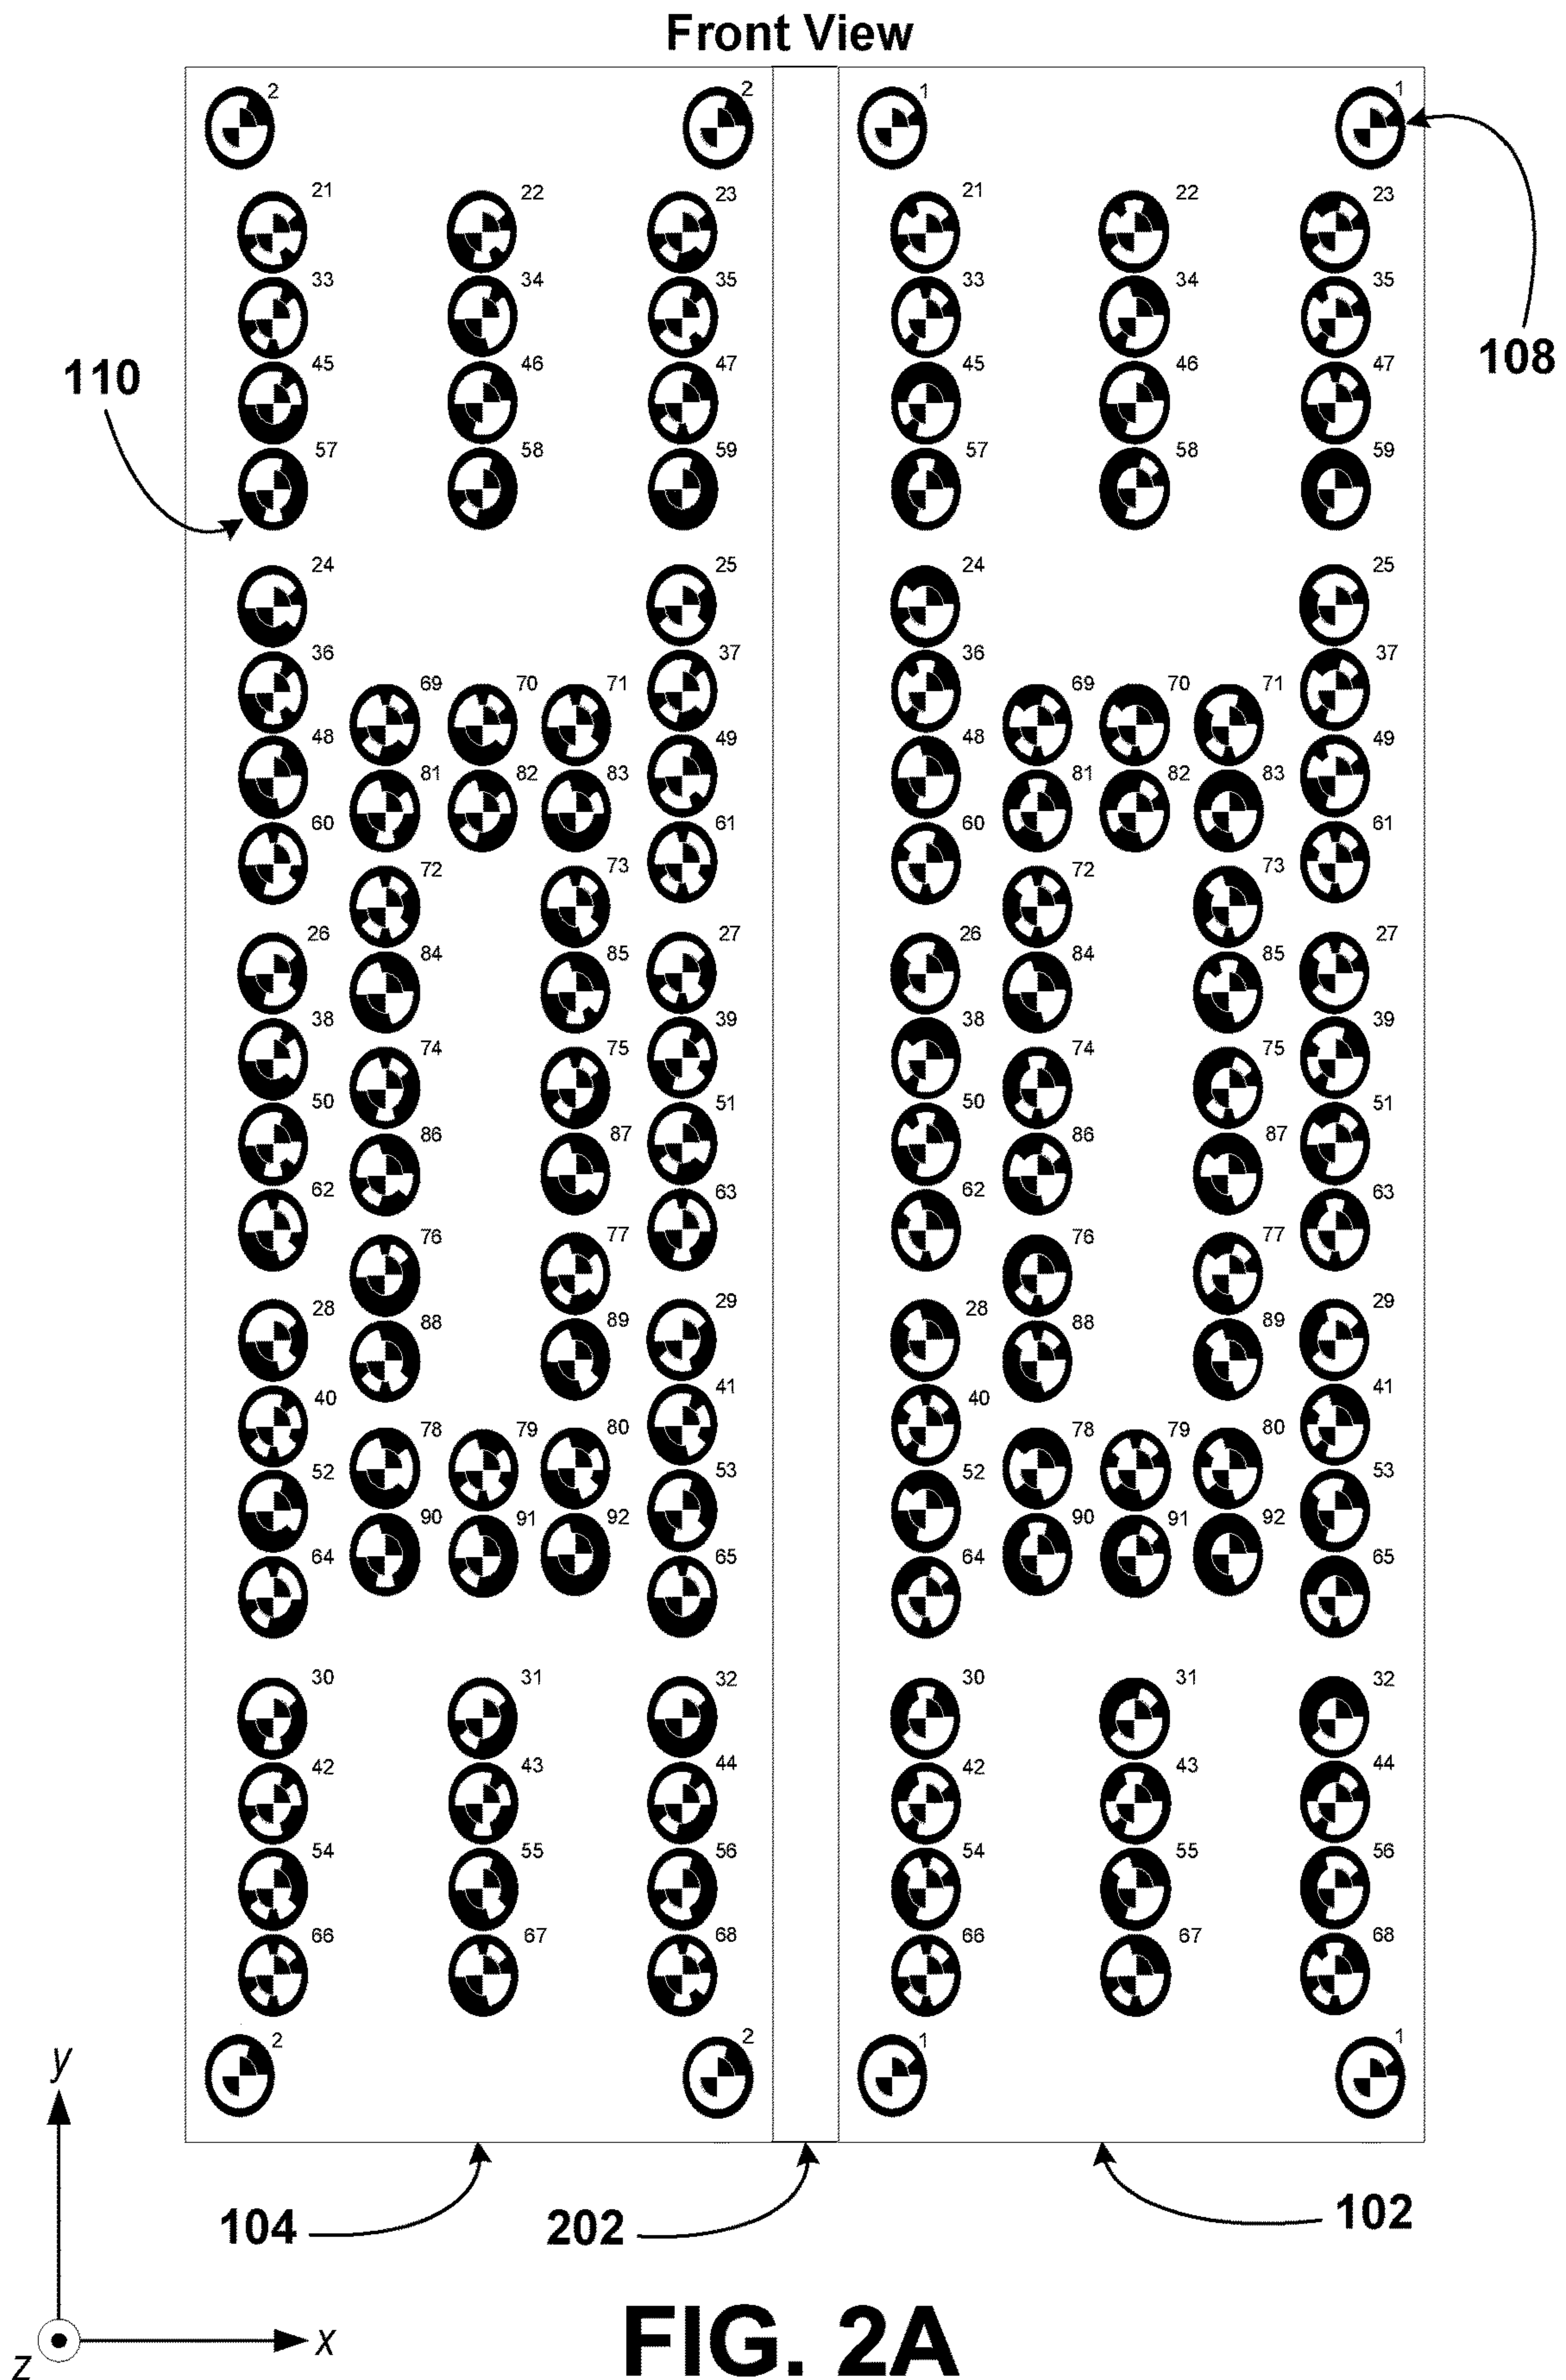 Front View
2 2 1 1
21 22 23 21 22 23
33 34 35 33 34 35
108
110
45 46 47 45 46 47
57 58 59 57 58 59
24 25 24 25
36 37 36 37
69 70 71 69 70 71
48 49 48 49
81 82 83 81 82 83
60 61 60 61
72 73 72 73
26 27 26 27
84 85 84 85
38 39 38 39
74 75 74 75
50 51 50 51
86 87 86 87
62 63 62 63
76 77 76 77
28 29 28 29
88 89 88 89
40 41 40 41
78 79 80 78 79 80
52 53 52 53
90 91 92 90 91 92
64 65 64 65
30 31 32 30 31 32
42 43 44 42 43 44
54 55 56 54 55 56
66 67 68 66 67 68
2 2 1 1
y
104 202 102
x
z
FIG. 2A